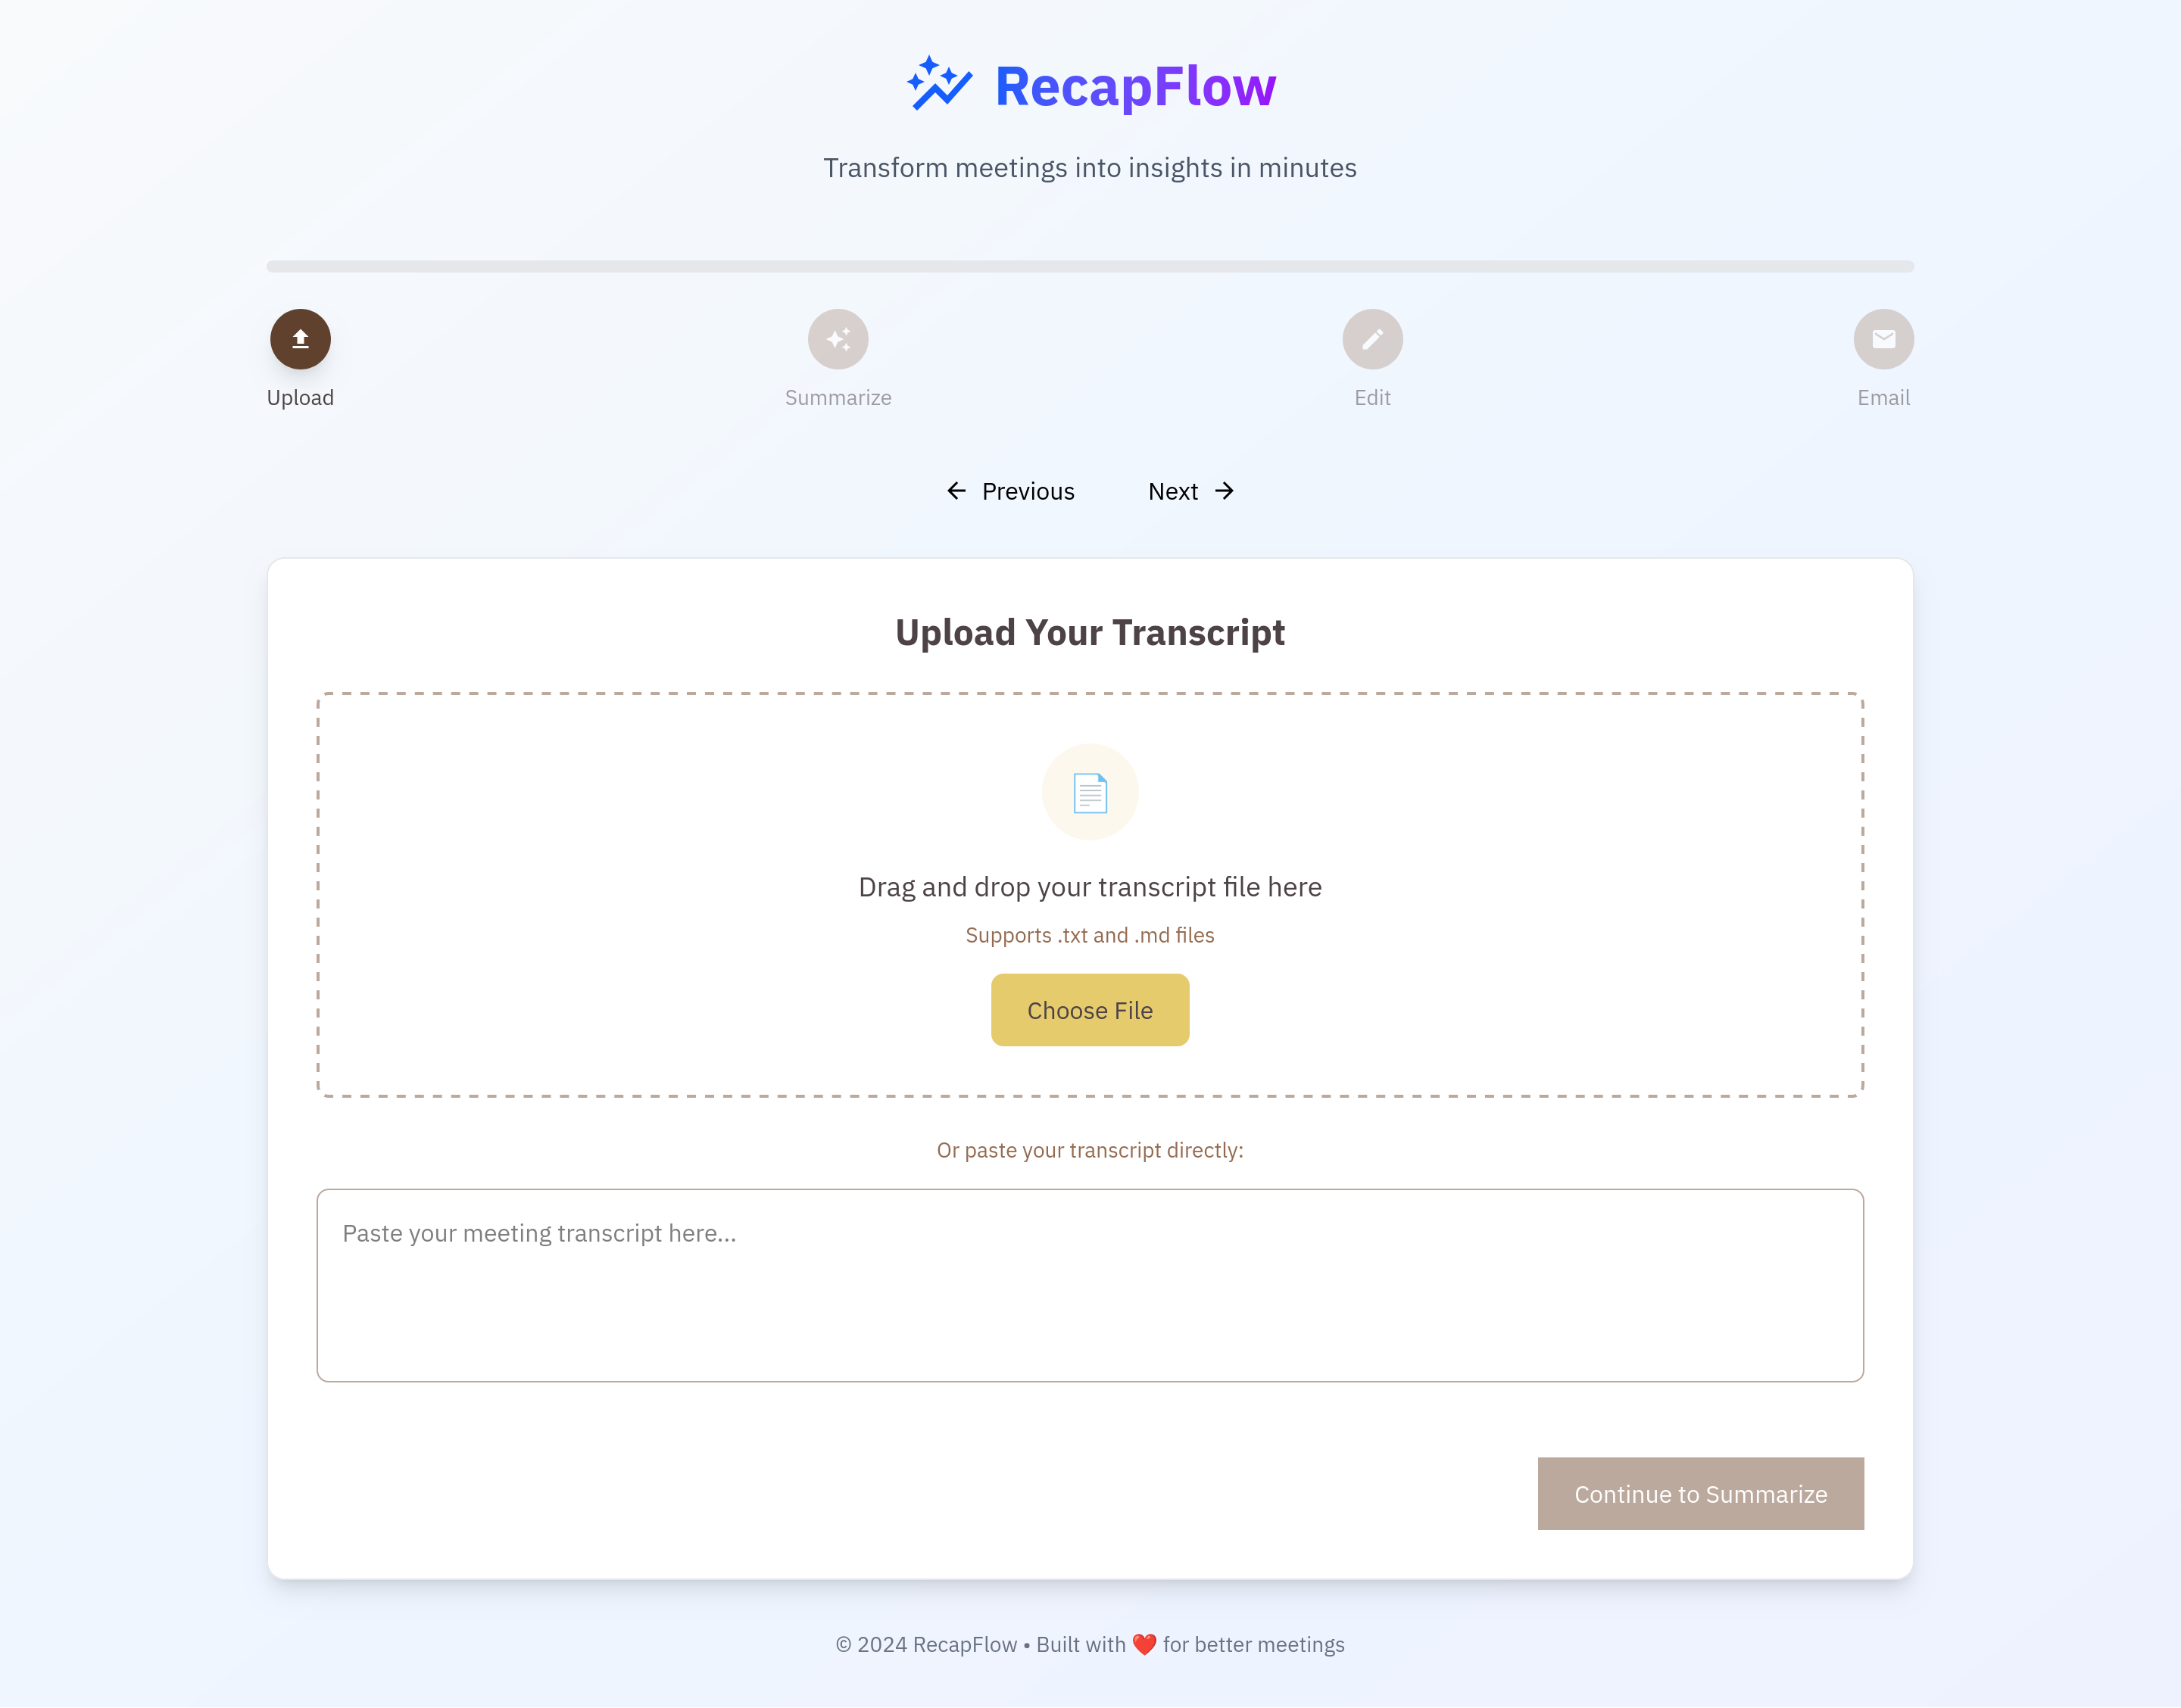 RecapFlow
Transform meetings into insights in minutes
Upload
Summarize
Edit
Email
Previous
Next
Upload Your Transcript
Drag and drop your transcript file here
Supports .txt and .md files
Choose File
Or paste your transcript directly:
Paste your meeting transcript here...
Continue to Summarize
© 2024 RecapFlow • Built with ❤️ for better meetings